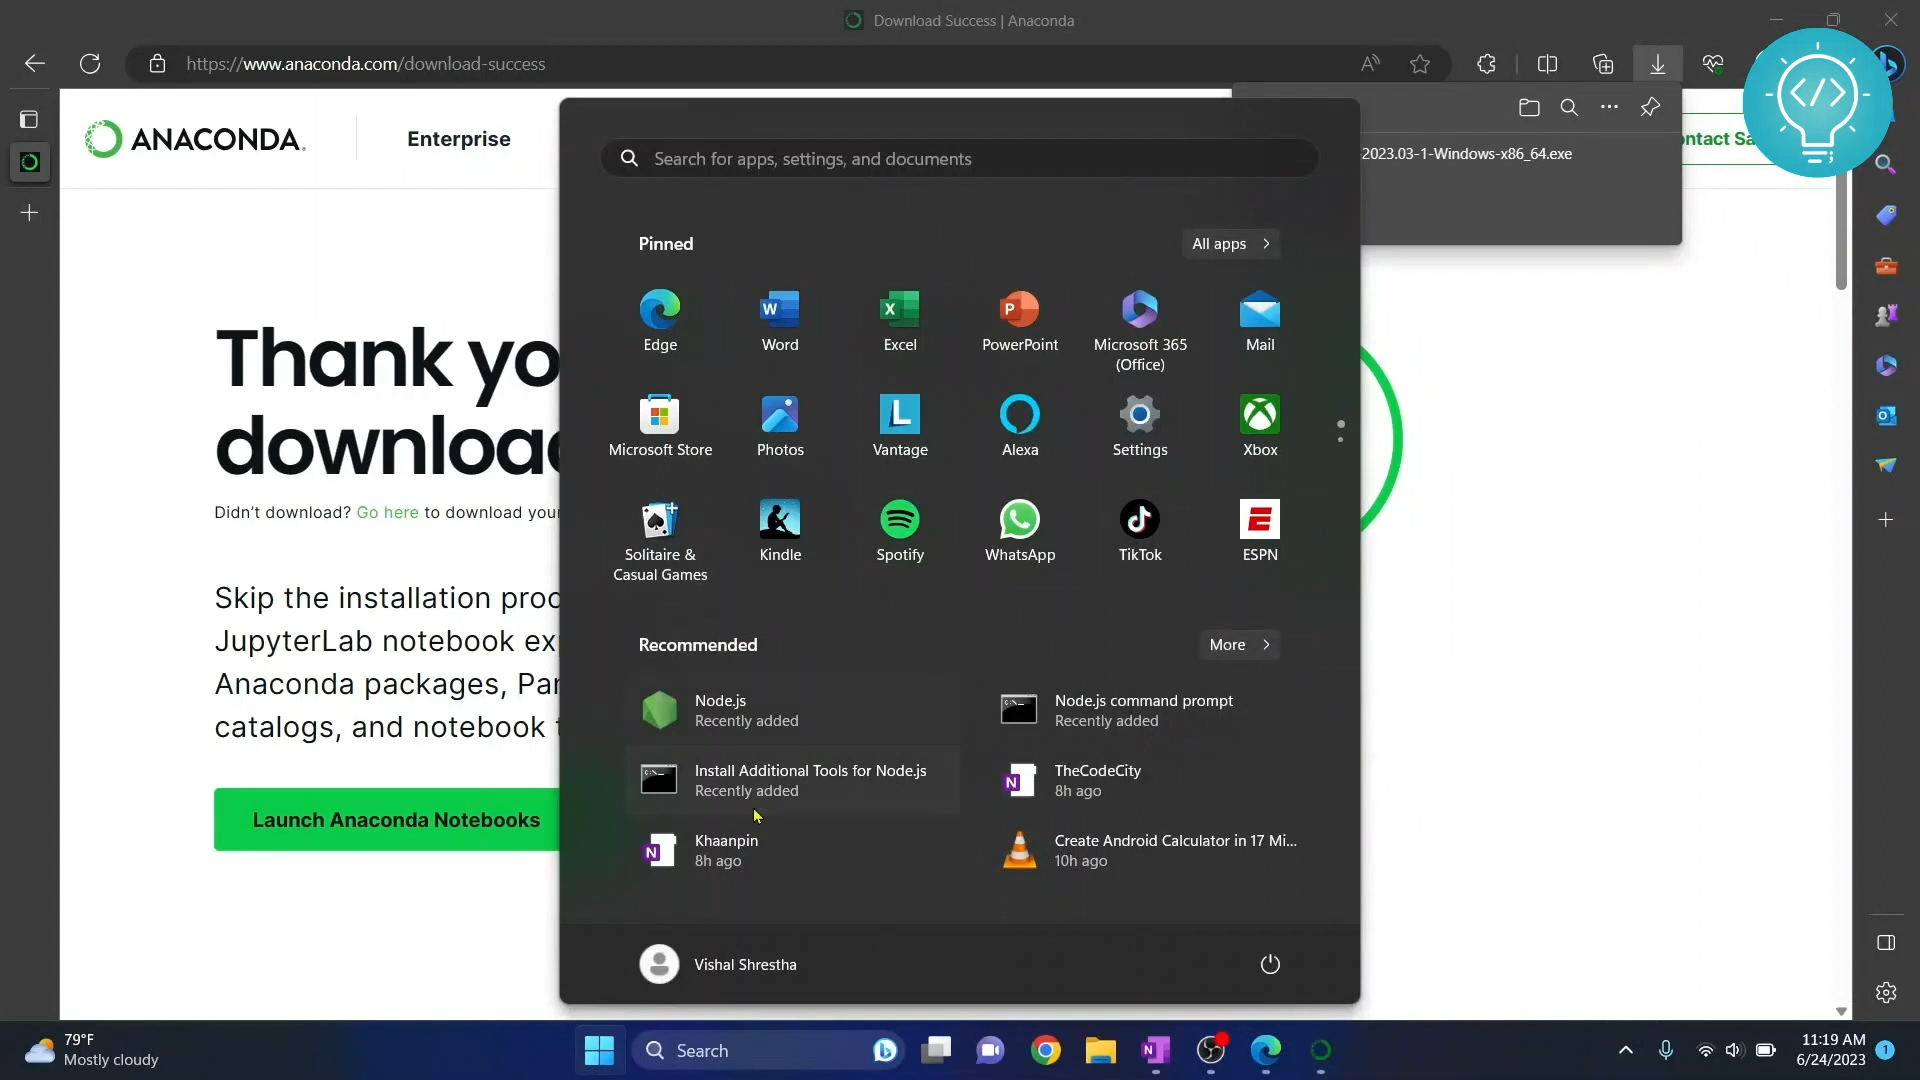 Download Success | Anaconda
https://www.anaconda.com/download-success
ANACONDA.
Enterprise
Search for apps, settings, and documents
2023.03-1-Windows-x86_64.exe
ontact Sa
Pinned
All apps
Edge
Word
Excel
PowerPoint
Microsoft 365
(Office)
Mail
Thank yo
downloa
Microsoft Store
Photos
Vantage
Alexa
Settings
Xbox
Didn’t download? Go here to download your
Solitaire &
Casual Games
Kindle
Spotify
WhatsApp
TikTok
ESPN
Skip the installation proc
JupyterLab notebook ex
Anaconda packages, Pan
catalogs, and notebook
Recommended
More
Node.js
Recently added
Node.js command prompt
Recently added
Install Additional Tools for Node.js
Recently added
TheCodeCity
8h ago
Launch Anaconda Notebooks
Khaanpin
8h ago
Create Android Calculator in 17 Mi...
10h ago
Vishal Shrestha
79°F
Mostly cloudy
Search
11:19 AM
6/24/2023
1